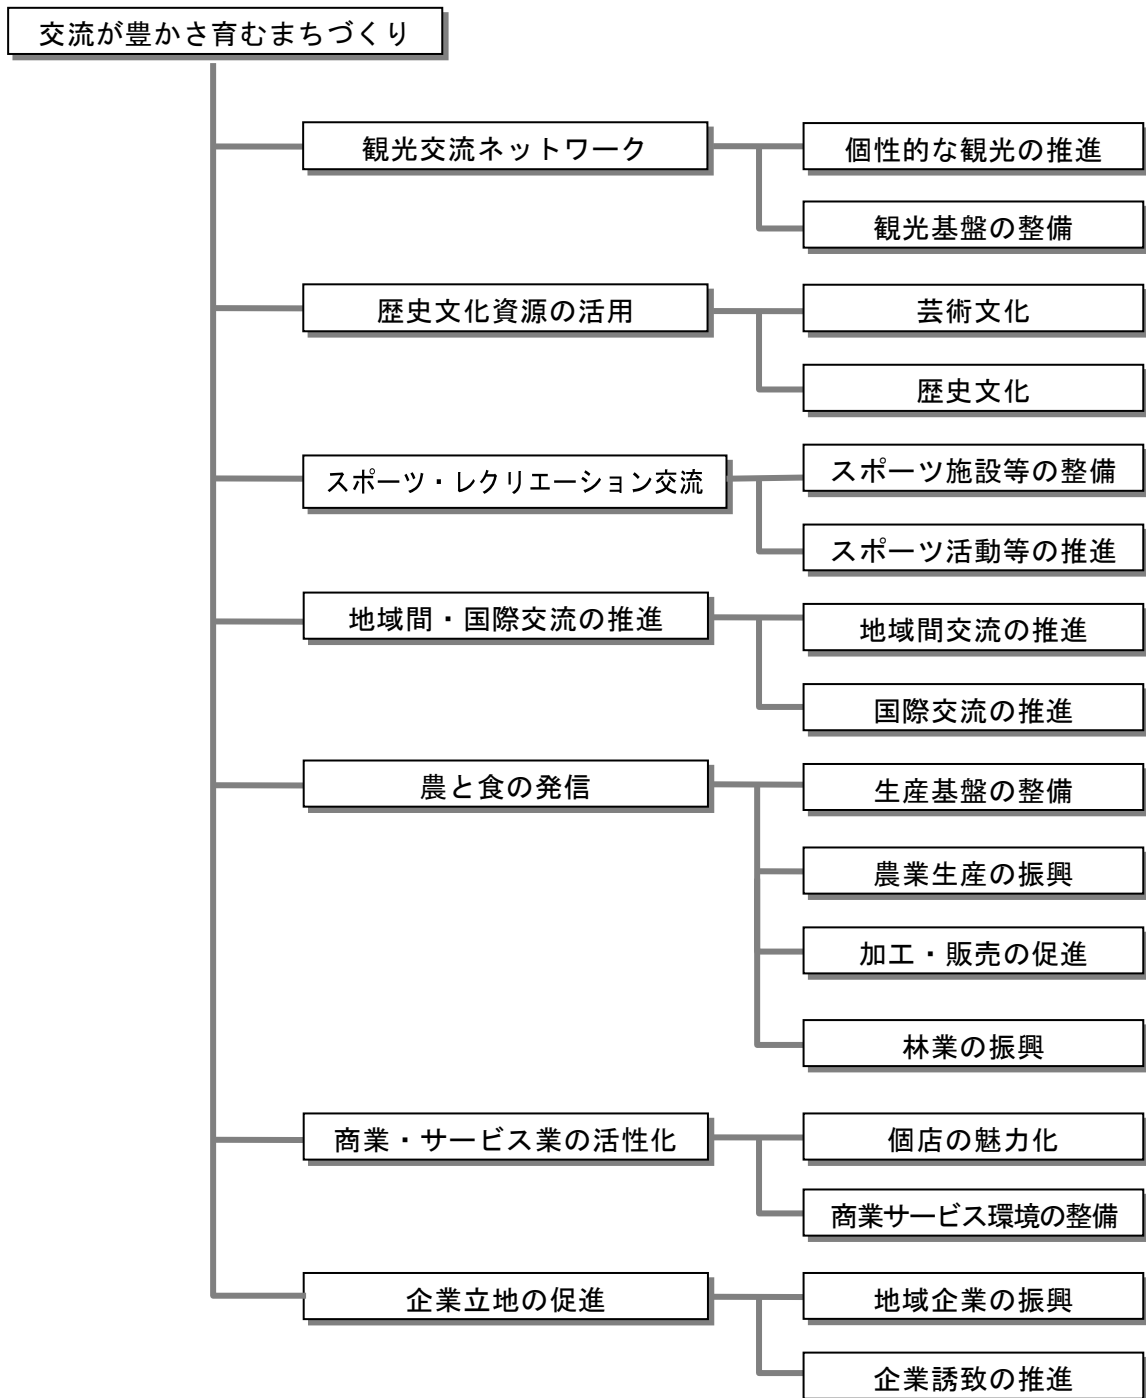 交流が豊かさ育むまちづくり
観光交流ネットワーク
個性的な観光の推進
観光基盤の整備
歴史文化資源の活用
芸術文化
歴史文化
スポーツ・レクリエーション交流
スポーツ施設等の整備
スポーツ活動等の推進
地域間・国際交流の推進
地域間交流の推進
国際交流の推進
農と食の発信
生産基盤の整備
農業生産の振興
加工・販売の促進
林業の振興
商業・サービス業の活性化
個店の魅力化
商業サービス環境の整備
企業立地の促進
地域企業の振興
企業誘致の推進